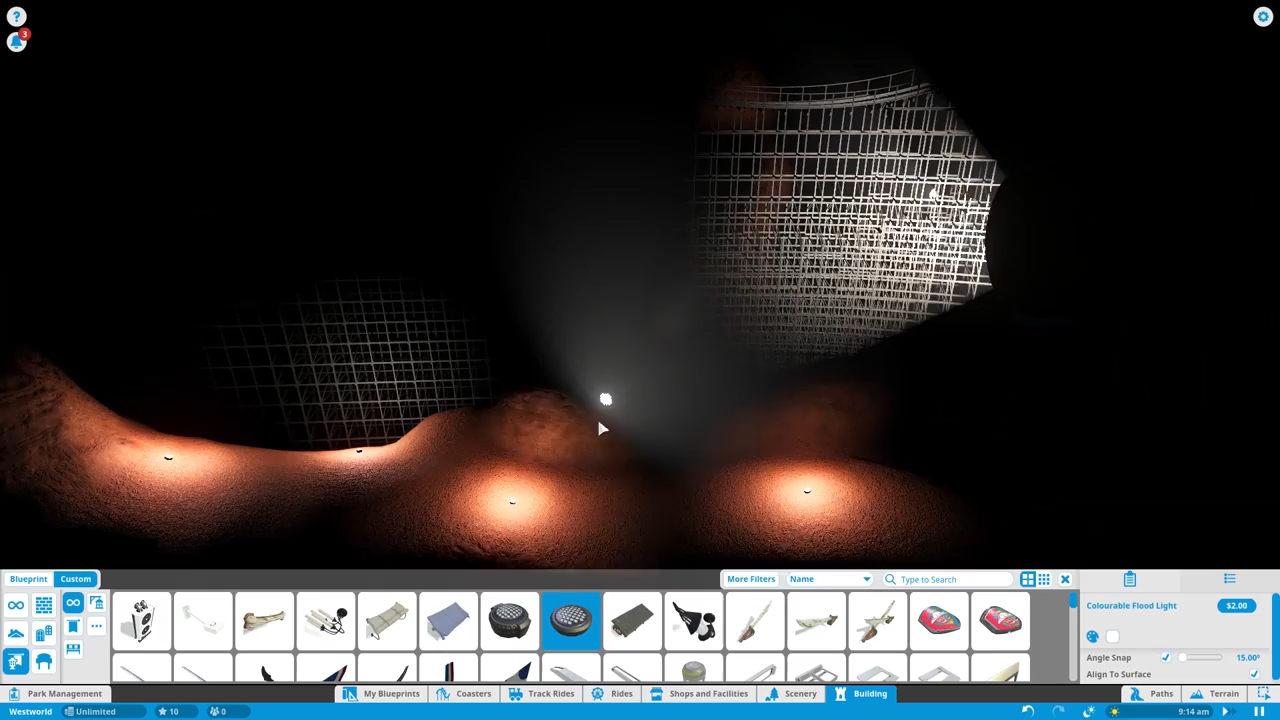 ?
3
Blueprint Custom More Filters Name Type to Search
Colourable Flood Light $2.00
Angle Snap 15.00°
Align To Surface
Park Management My Blueprints Coasters Track Rides Rides Shops and Facilities Scenery Building Paths Terrain
Westworld Unlimited 10 0 9:14 am